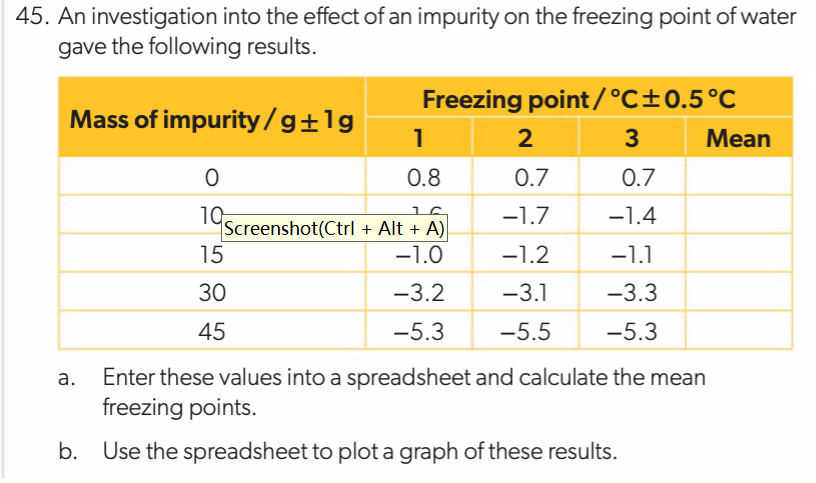 45. An investigation into the effect of an impurity on the freezing point of water
gave the following results.
Mass of impurity / g ± 1 g
Freezing point / °C ± 0.5 °C
1 2 3 Mean
0 0.8 0.7 0.7
10 –1.7 –1.4
Screenshot(Ctrl + Alt + A)
15 –1.0 –1.2 –1.1
30 –3.2 –3.1 –3.3
45 –5.3 –5.5 –5.3
a. Enter these values into a spreadsheet and calculate the mean
freezing points.
b. Use the spreadsheet to plot a graph of these results.